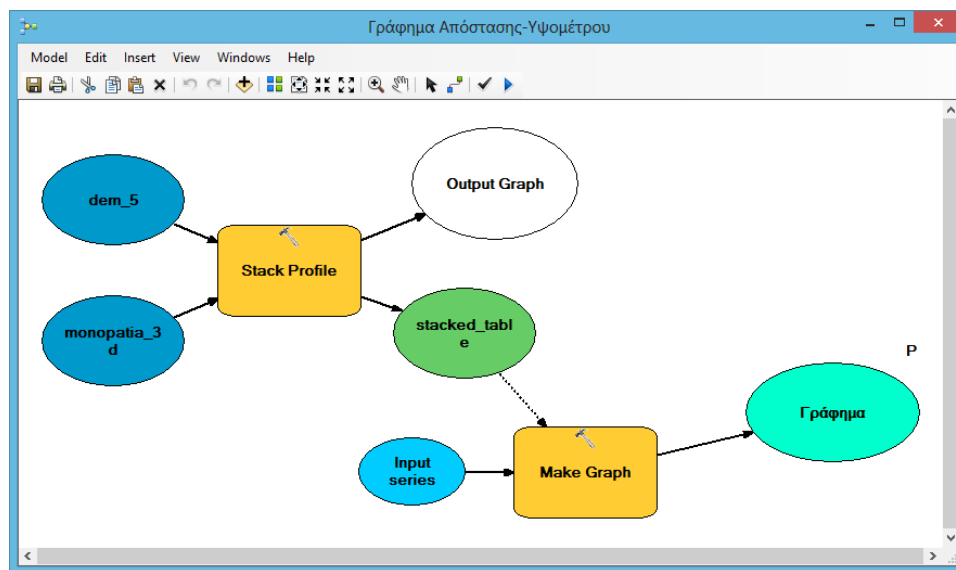 Γράφημα Απόστασης-Υψομέτρου
Model Edit Insert View Windows Help
dem_5
Output Graph
Stack Profile
monopatia_3
d
stacked_tabl
e
P
Γράφημα
Input
series
Make Graph